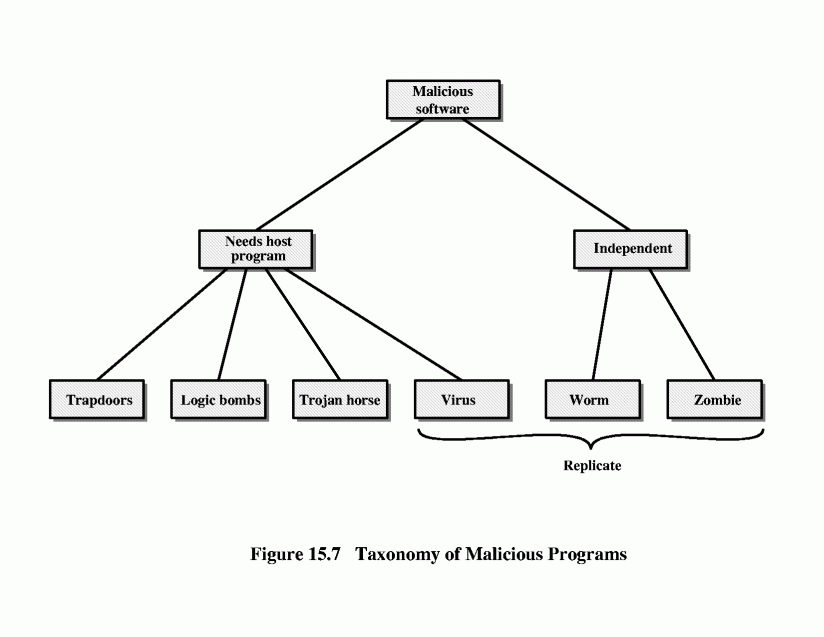 Malicious
software
Needs host
program
Independent
Trapdoors
Logic bombs
Trojan horse
Virus
Worm
Zombie
Replicate
Figure 15.7 Taxonomy of Malicious Programs